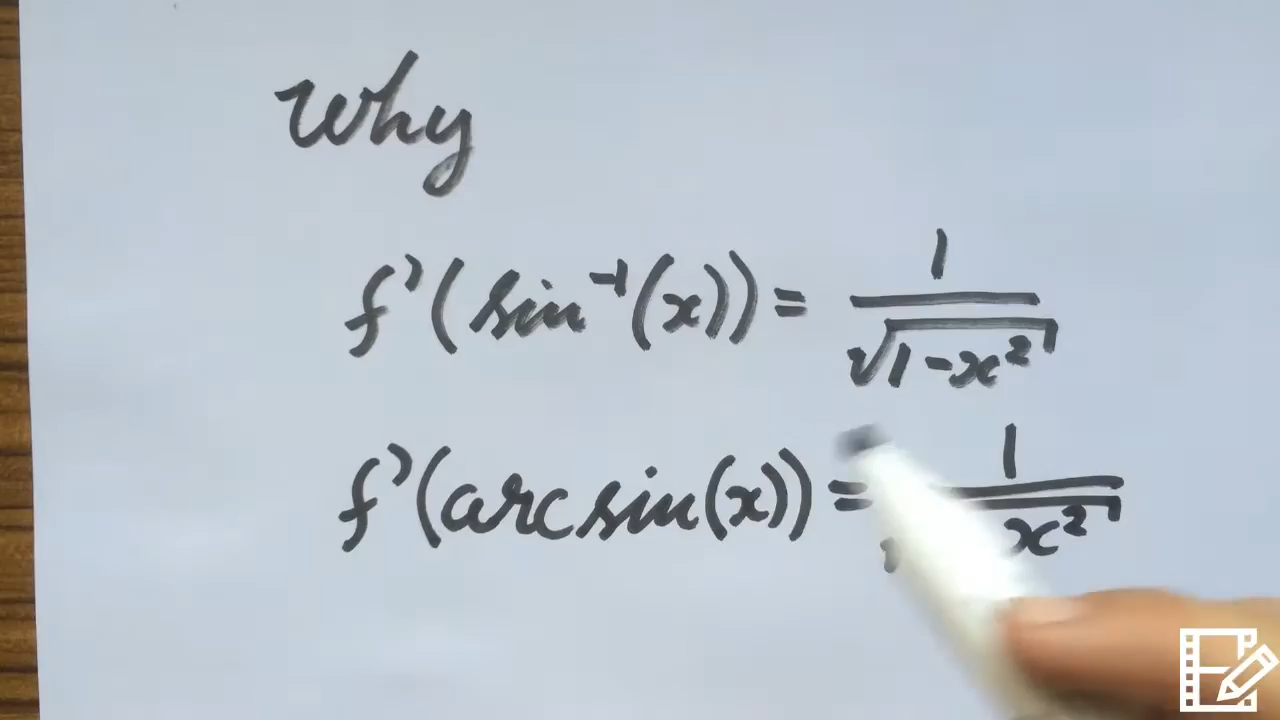 Why
f'(sin⁻¹(x)) = 1/√(1-x²)
f'(arcsin(x)) = 1/√ x²